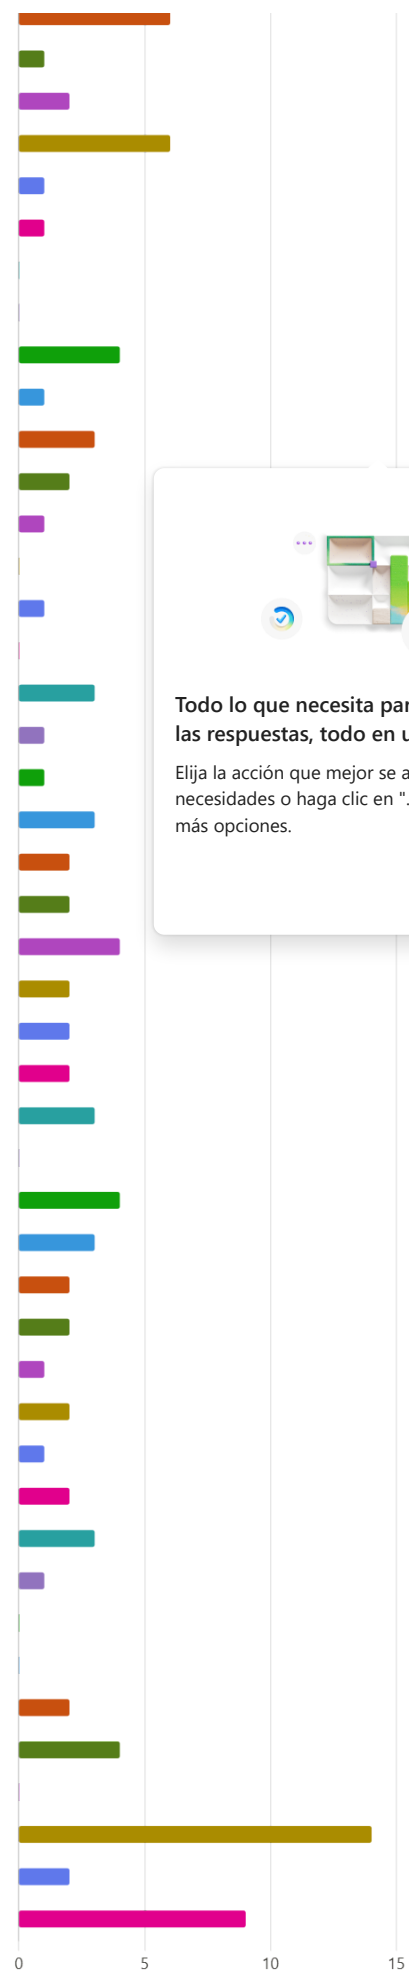 Todo lo que necesita par
las respuestas, todo en u
Elija la acción que mejor se a
necesidades o haga clic en ".
más opciones.
0 5 10 15